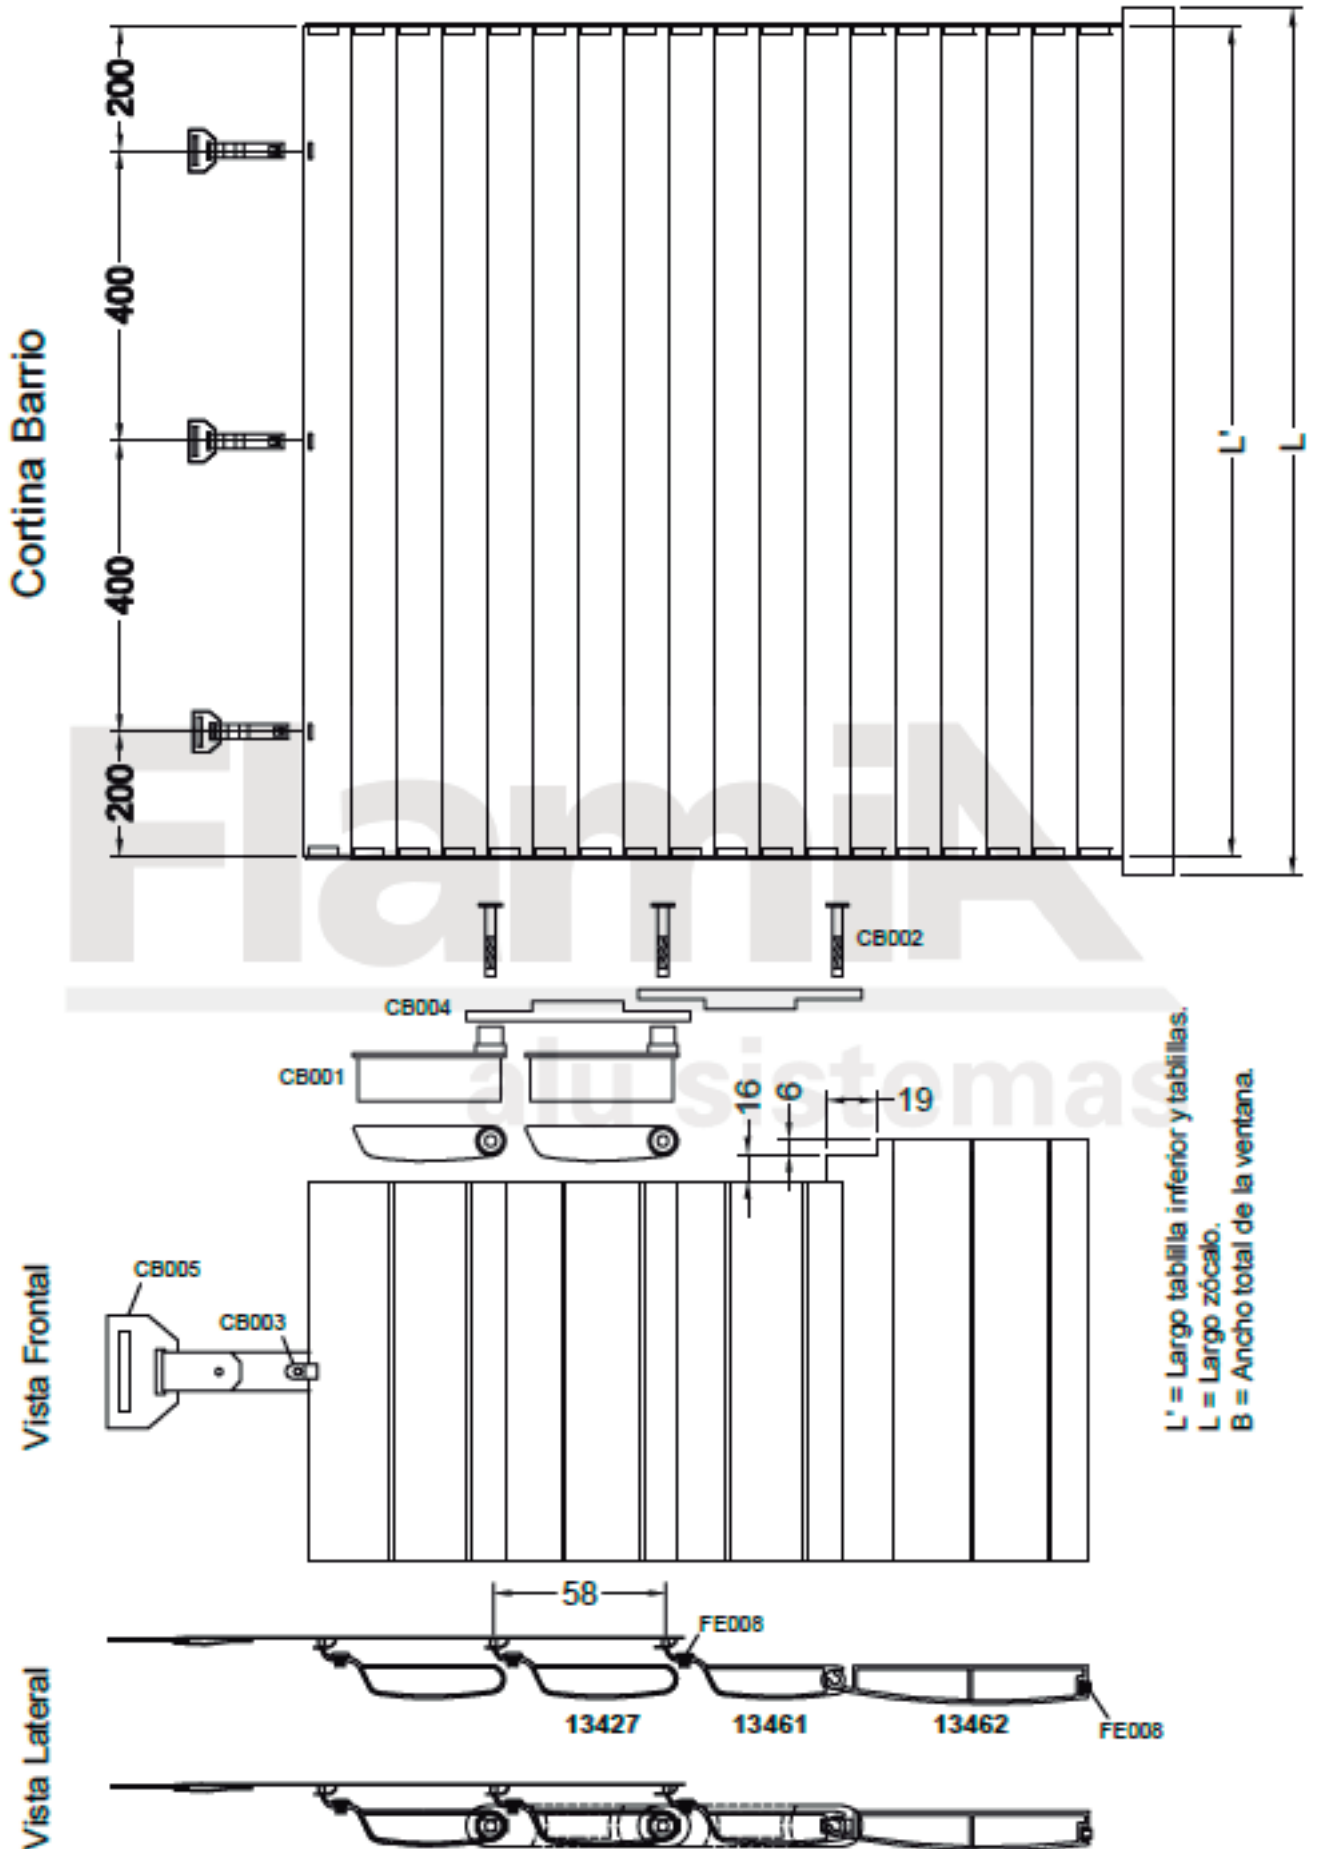 Cortina Barrio
200
400
400
200
L'
L
FlamiA
alu sistemas
CB002
CB004
CB001
16
6
19
Vista Frontal
CB005
CB003
L' = Largo tablilla inferior y tablillas.
L = Largo zócalo.
B = Ancho total de la ventana.
Vista Lateral
58
FE008
13427
13461
13462
FE008